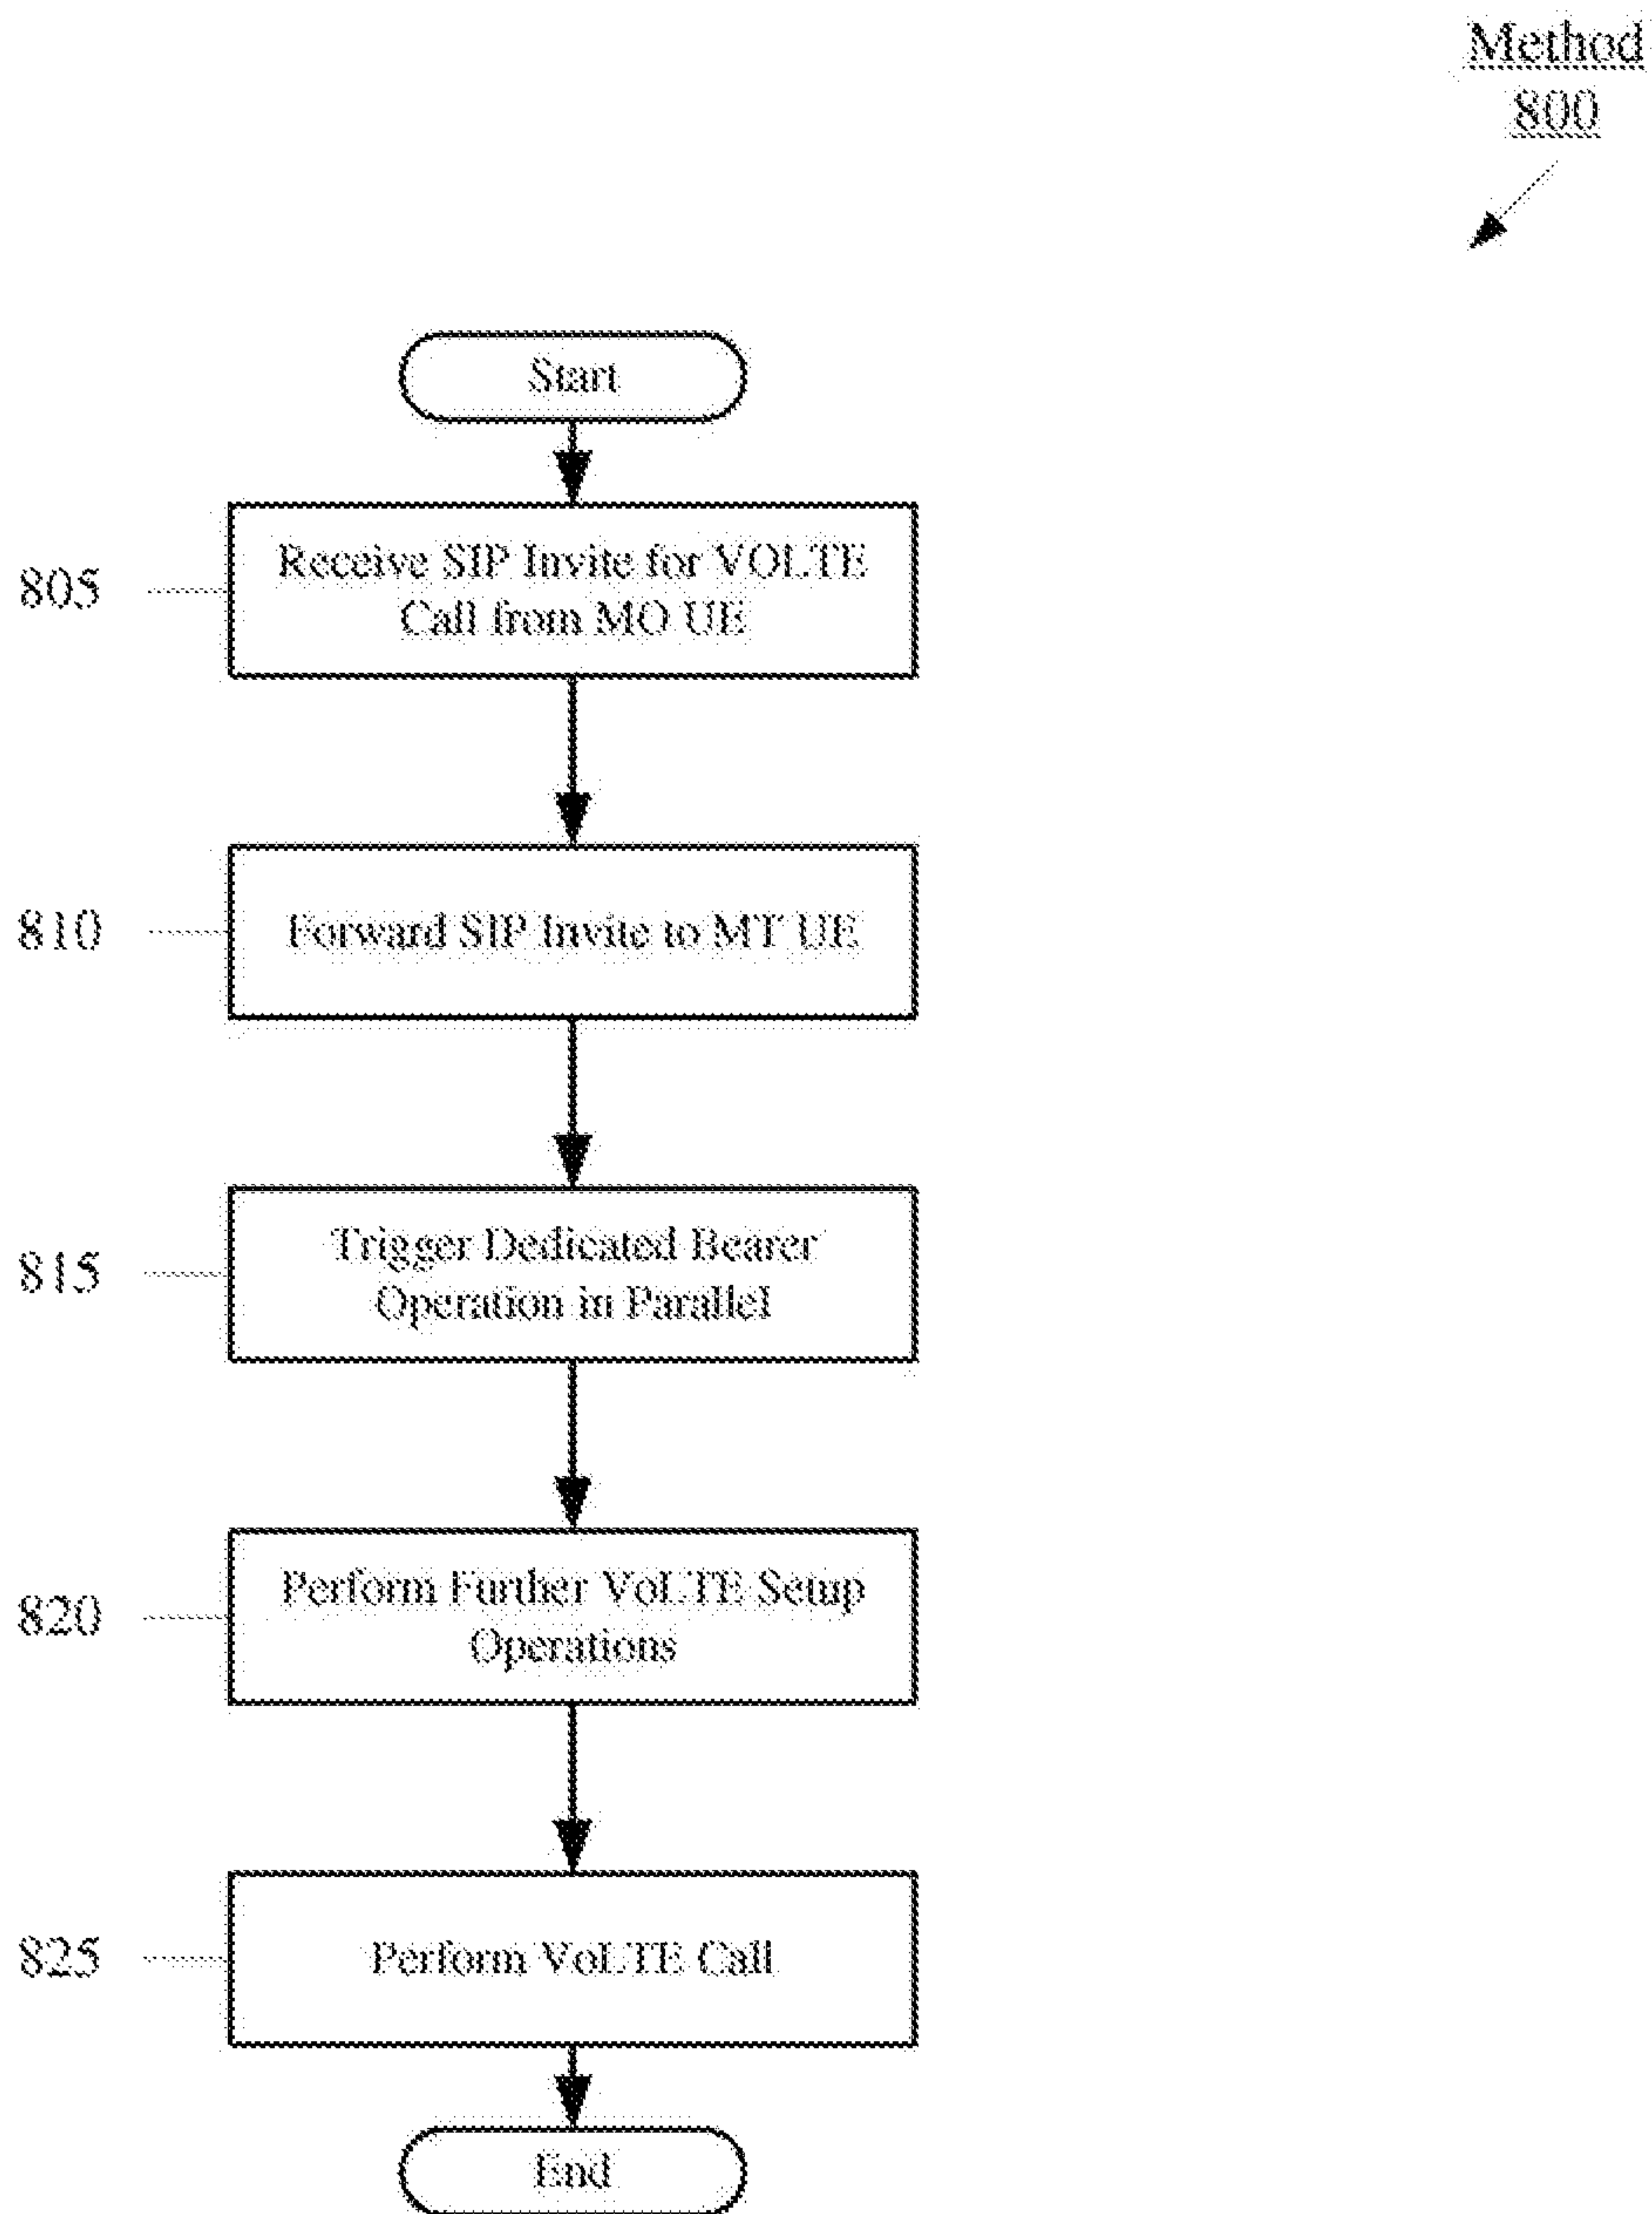 Method
800
Start
805
Receive SIP Invite for VOLTE
Call from MO UE
810
Forward SIP Invite to MT UE
815
Trigger Dedicated Bearer
Operation in Parallel
820
Perform Further VoLTE Setup
Operations
825
Perform VoLTE Call
End